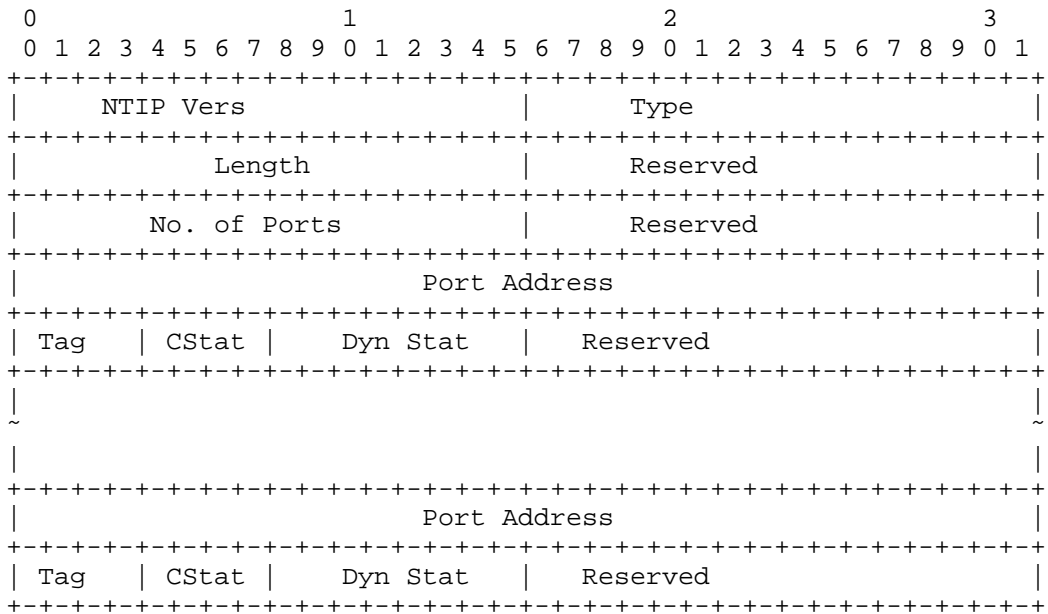 0                   1                   2                   3
 0 1 2 3 4 5 6 7 8 9 0 1 2 3 4 5 6 7 8 9 0 1 2 3 4 5 6 7 8 9 0 1
+-+-+-+-+-+-+-+-+-+-+-+-+-+-+-+-+-+-+-+-+-+-+-+-+-+-+-+-+-+-+-+-+
|     NTIP Vers                 |      Type                     |
+-+-+-+-+-+-+-+-+-+-+-+-+-+-+-+-+-+-+-+-+-+-+-+-+-+-+-+-+-+-+-+-+
|            Length             |      Reserved                 |
+-+-+-+-+-+-+-+-+-+-+-+-+-+-+-+-+-+-+-+-+-+-+-+-+-+-+-+-+-+-+-+-+
|        No. of Ports           |      Reserved                 |
+-+-+-+-+-+-+-+-+-+-+-+-+-+-+-+-+-+-+-+-+-+-+-+-+-+-+-+-+-+-+-+-+
|                         Port Address                          |
+-+-+-+-+-+-+-+-+-+-+-+-+-+-+-+-+-+-+-+-+-+-+-+-+-+-+-+-+-+-+-+-+
| Tag   | CStat |    Dyn Stat   |   Reserved                    |
+-+-+-+-+-+-+-+-+-+-+-+-+-+-+-+-+-+-+-+-+-+-+-+-+-+-+-+-+-+-+-+-+
|                                                               |
~                                                               ~
|                                                               |
+-+-+-+-+-+-+-+-+-+-+-+-+-+-+-+-+-+-+-+-+-+-+-+-+-+-+-+-+-+-+-+-+
|                         Port Address                          |
+-+-+-+-+-+-+-+-+-+-+-+-+-+-+-+-+-+-+-+-+-+-+-+-+-+-+-+-+-+-+-+-+
| Tag   | CStat |    Dyn Stat   |   Reserved                    |
+-+-+-+-+-+-+-+-+-+-+-+-+-+-+-+-+-+-+-+-+-+-+-+-+-+-+-+-+-+-+-+-+